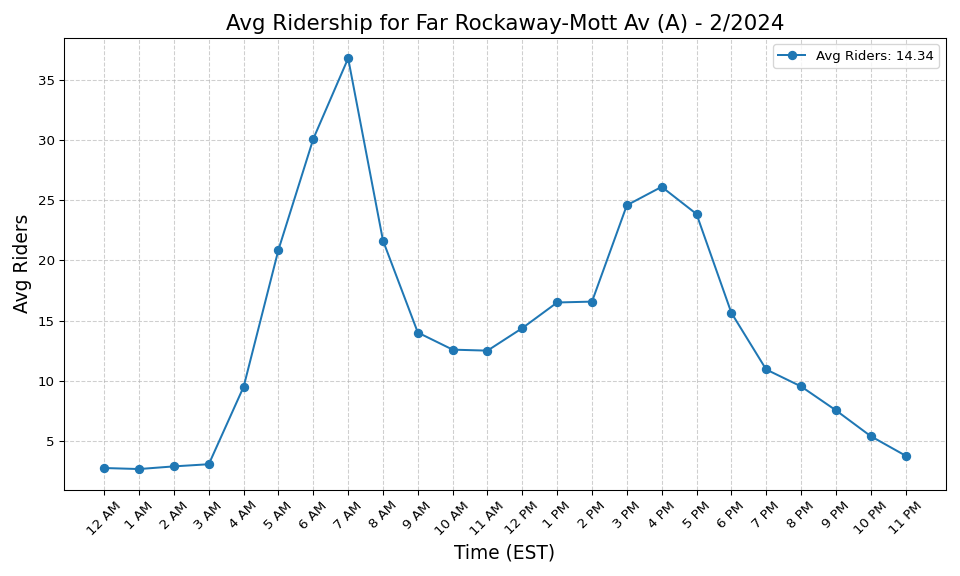 Avg Ridership for Far Rockaway-Mott Av (A) - 2/2024
Avg Riders: 14.34
Avg Riders
35
30
25
20
15
10
5
12 AM
1 AM
2 AM
3 AM
4 AM
5 AM
6 AM
7 AM
8 AM
9 AM
10 AM
11 AM
12 PM
1 PM
2 PM
3 PM
4 PM
5 PM
6 PM
7 PM
8 PM
9 PM
10 PM
11 PM
Time (EST)